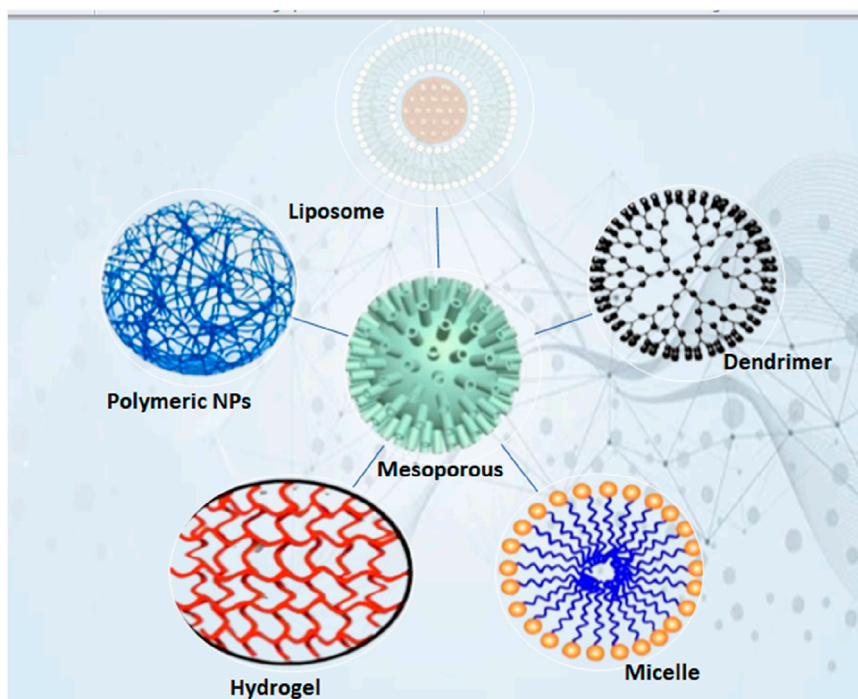 Liposome
Polymeric NPs
Dendrimer
Mesoporous
Hydrogel
Micelle